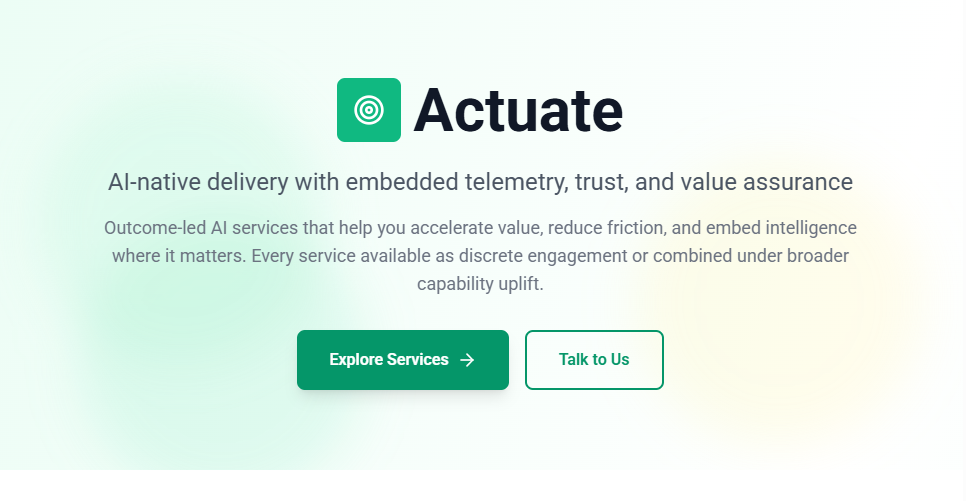 Actuate
AI-native delivery with embedded telemetry, trust, and value assurance
Outcome-led AI services that help you accelerate value, reduce friction, and embed intelligence
where it matters. Every service available as discrete engagement or combined under broader
capability uplift.
Explore Services
Talk to Us